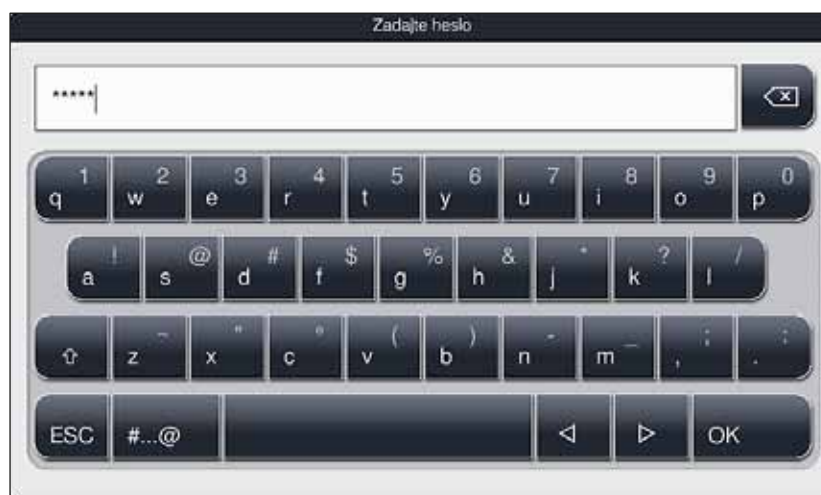 Zadajte heslo
*****
1 2 3 4 5 6 7 8 9 0
q w e r t y u i o p
! @ # $ % & * ? /
a s d f g h j k l
~ " ° ( ) - _ ; :
z x c v b n m , .
ESC #...@ OK